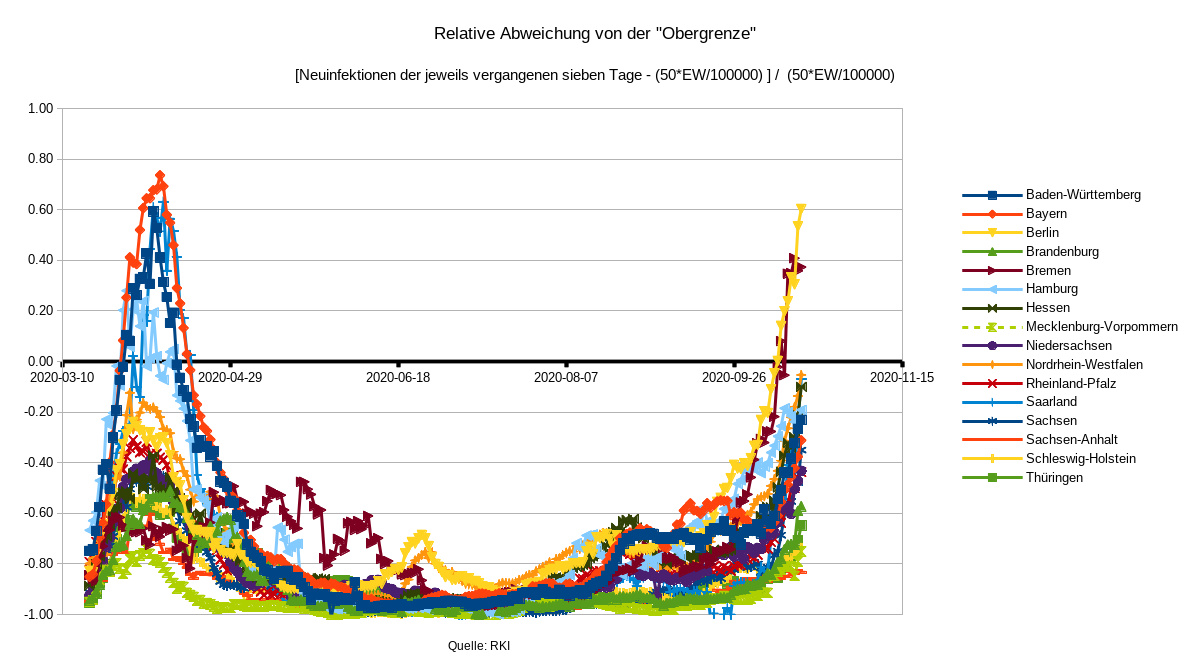 Relative Abweichung von der "Obergrenze"
[Neuinfektionen der jeweils vergangenen sieben Tage - (50*EW/100000) ] / (50*EW/100000)
1.00
0.80
0.60
0.40
0.20
0.00
-0.20
-0.40
-0.60
-0.80
-1.00
2020-03-10 2020-04-29 2020-06-18 2020-08-07 2020-09-26 2020-11-15
Baden-Württemberg
Bayern
Berlin
Brandenburg
Bremen
Hamburg
Hessen
Mecklenburg-Vorpommern
Niedersachsen
Nordrhein-Westfalen
Rheinland-Pfalz
Saarland
Sachsen
Sachsen-Anhalt
Schleswig-Holstein
Thüringen
Quelle: RKI